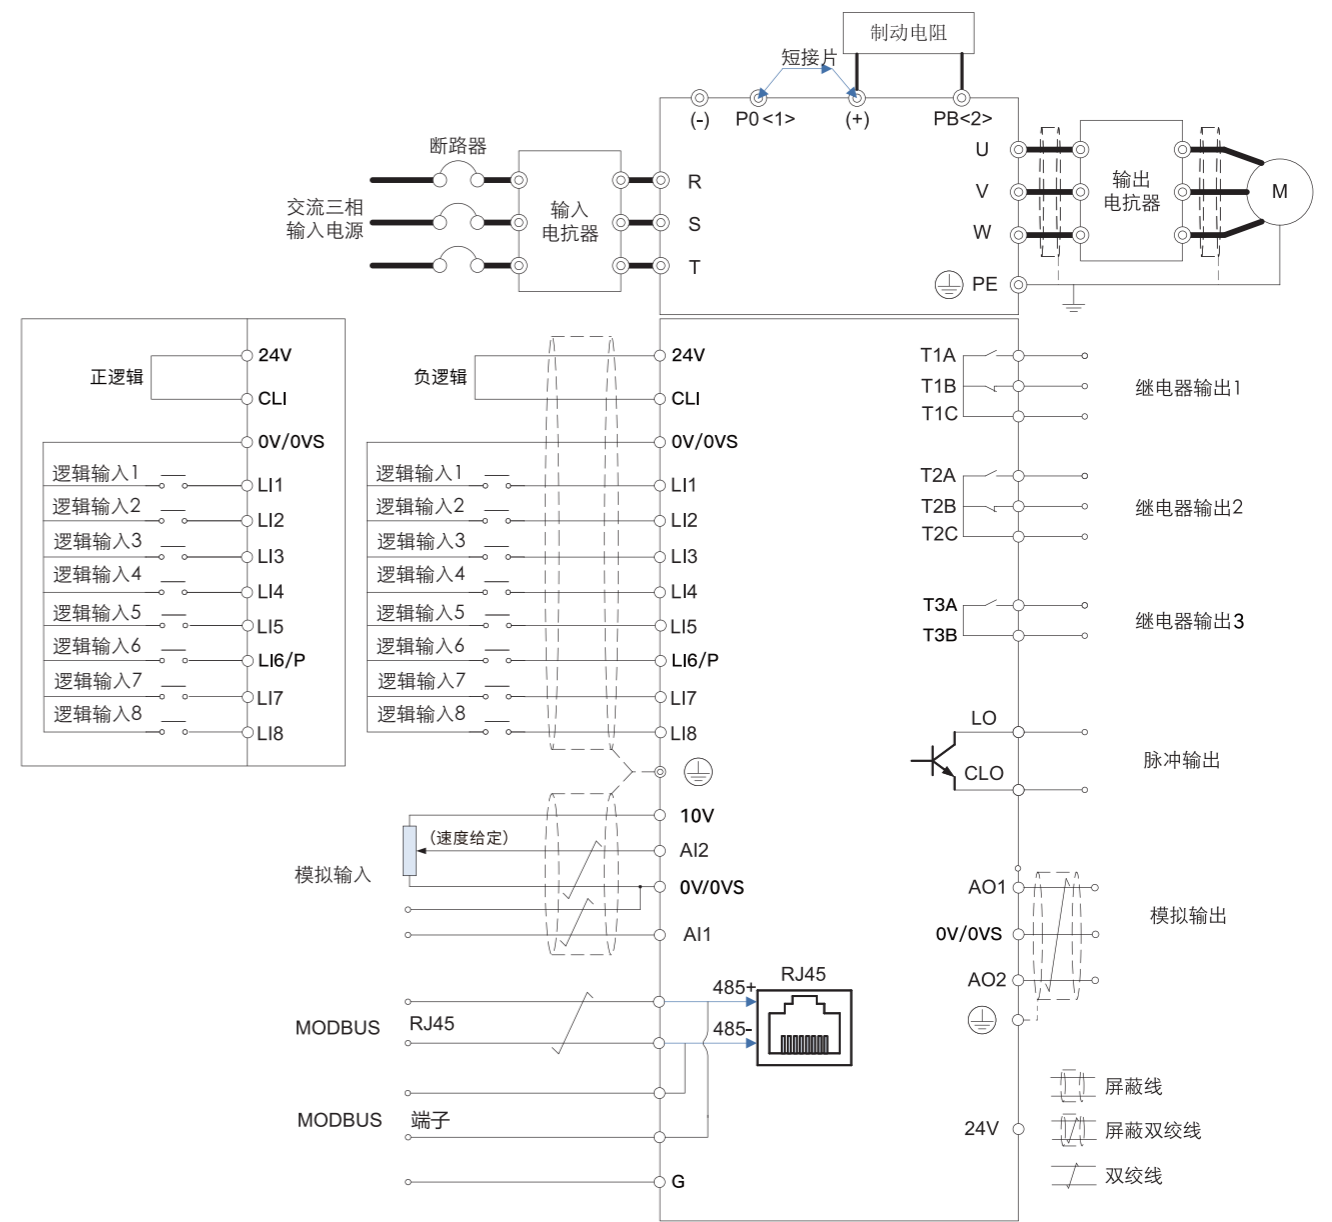 制动电阻
短接片
(-)
P0<1>
(+)
PB<2>
断路器
交流三相
输入电源
输入
电抗器
R
S
T
U
V
W
PE
输出
电抗器
M
正逻辑
24V
CLI
0V/0VS
逻辑输入1
LI1
逻辑输入2
LI2
逻辑输入3
LI3
逻辑输入4
LI4
逻辑输入5
LI5
逻辑输入6
LI6/P
逻辑输入7
LI7
逻辑输入8
LI8
负逻辑
24V
CLI
0V/0VS
逻辑输入1
LI1
逻辑输入2
LI2
逻辑输入3
LI3
逻辑输入4
LI4
逻辑输入5
LI5
逻辑输入6
LI6/P
逻辑输入7
LI7
逻辑输入8
LI8
T1A
T1B
T1C
继电器输出1
T2A
T2B
T2C
继电器输出2
T3A
T3B
继电器输出3
LO
CLO
脉冲输出
模拟输入
(速度给定)
10V
AI2
0V/0VS
AI1
AO1
0V/0VS
AO2
模拟输出
MODBUS RJ45
485+
485-
RJ45
MODBUS 端子
G
24V
屏蔽线
屏蔽双绞线
双绞线